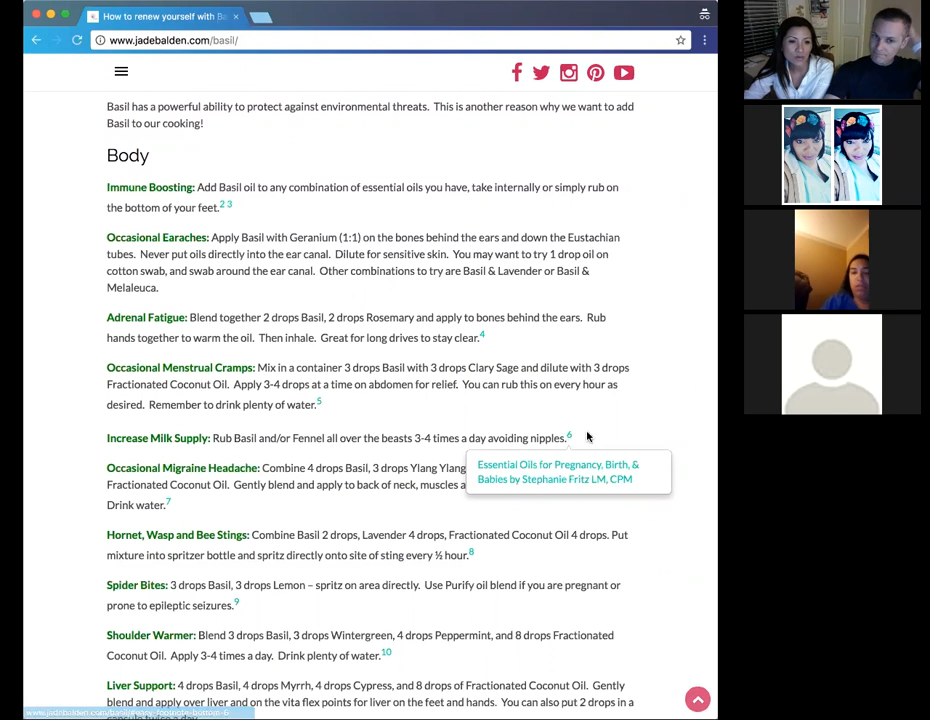 How to renew yourself with Ba
www.jadebalden.com/basil/
Basil has a powerful ability to protect against environmental threats. This is another reason why we want to add
Basil to our cooking!
Body
Immune Boosting: Add Basil oil to any combination of essential oils you have, take internally or simply rub on
the bottom of your feet.2 3
Occasional Earaches: Apply Basil with Geranium (1:1) on the bones behind the ears and down the Eustachian
tubes. Never put oils directly into the ear canal. Dilute for sensitive skin. You may want to try 1 drop oil on
cotton swab, and swab around the ear canal. Other combinations to try are Basil & Lavender or Basil &
Melaleuca.
Adrenal Fatigue: Blend together 2 drops Basil, 2 drops Rosemary and apply to bones behind the ears. Rub
hands together to warm the oil. Then inhale. Great for long drives to stay clear.4
Occasional Menstrual Cramps: Mix in a container 3 drops Basil with 3 drops Clary Sage and dilute with 3 drops
Fractionated Coconut Oil. Apply 3-4 drops at a time on abdomen for relief. You can rub this on every hour as
desired. Remember to drink plenty of water.5
Increase Milk Supply: Rub Basil and/or Fennel all over the beasts 3-4 times a day avoiding nipples.6
Essential Oils for Pregnancy, Birth, &
Babies by Stephanie Fritz LM, CPM
Occasional Migraine Headache: Combine 4 drops Basil, 3 drops Ylang Ylang
Fractionated Coconut Oil. Gently blend and apply to back of neck, muscles a
Drink water.7
Hornet, Wasp and Bee Stings: Combine Basil 2 drops, Lavender 4 drops, Fractionated Coconut Oil 4 drops. Put
mixture into spritzer bottle and spritz directly onto site of sting every ½ hour.8
Spider Bites: 3 drops Basil, 3 drops Lemon – spritz on area directly. Use Purify oil blend if you are pregnant or
prone to epileptic seizures.9
Shoulder Warmer: Blend 3 drops Basil, 3 drops Wintergreen, 4 drops Peppermint, and 8 drops Fractionated
Coconut Oil. Apply 3-4 times a day. Drink plenty of water.10
Liver Support: 4 drops Basil, 4 drops Myrrh, 4 drops Cypress, and 8 drops of Fractionated Coconut Oil. Gently
blend and apply over liver and on the vita flex points for liver on the feet and hands. You can also put 2 drops in a